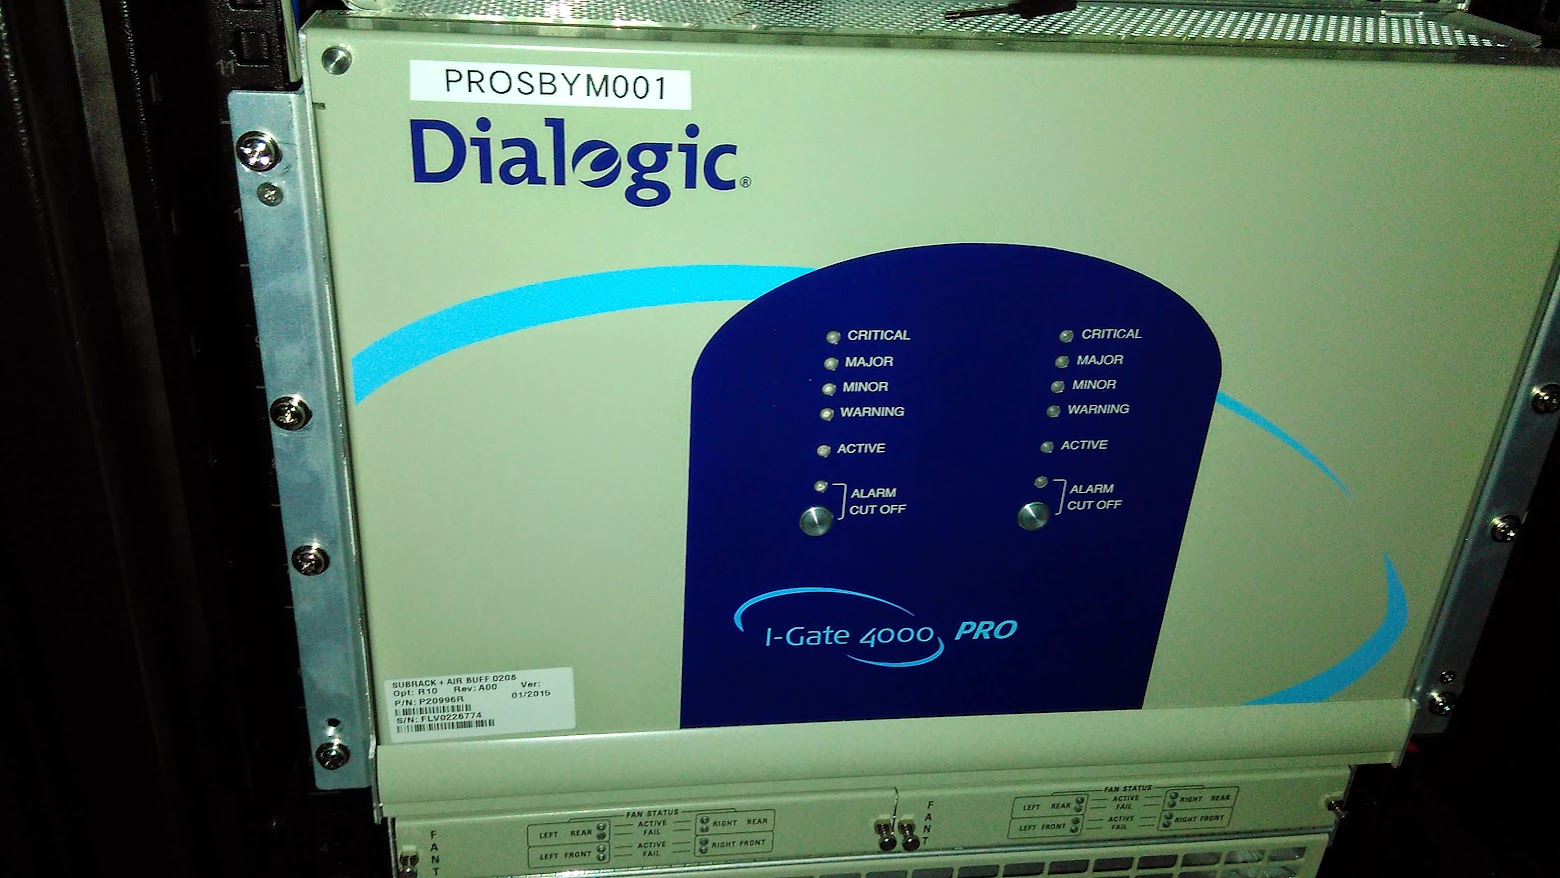 11
PROSBYM001
Dialogic®
CRITICAL
MAJOR
MINOR
WARNING
ACTIVE
ALARM
CUT OFF
CRITICAL
MAJOR
MINOR
WARNING
ACTIVE
ALARM
CUT OFF
I-Gate 4000 PRO
SUBRACK + AIR BUFF 0208
Opt: R10 Rev: A00 Ver:
01/2015
P/N: P20996R
S/N: FLV0226774
FAN T
FAN STATUS
LEFT REAR ACTIVE FAIL RIGHT REAR
LEFT FRONT ACTIVE FAIL RIGHT FRONT
FAN T
FAN STATUS
LEFT REAR ACTIVE FAIL RIGHT REAR
LEFT FRONT ACTIVE FAIL RIGHT FRONT